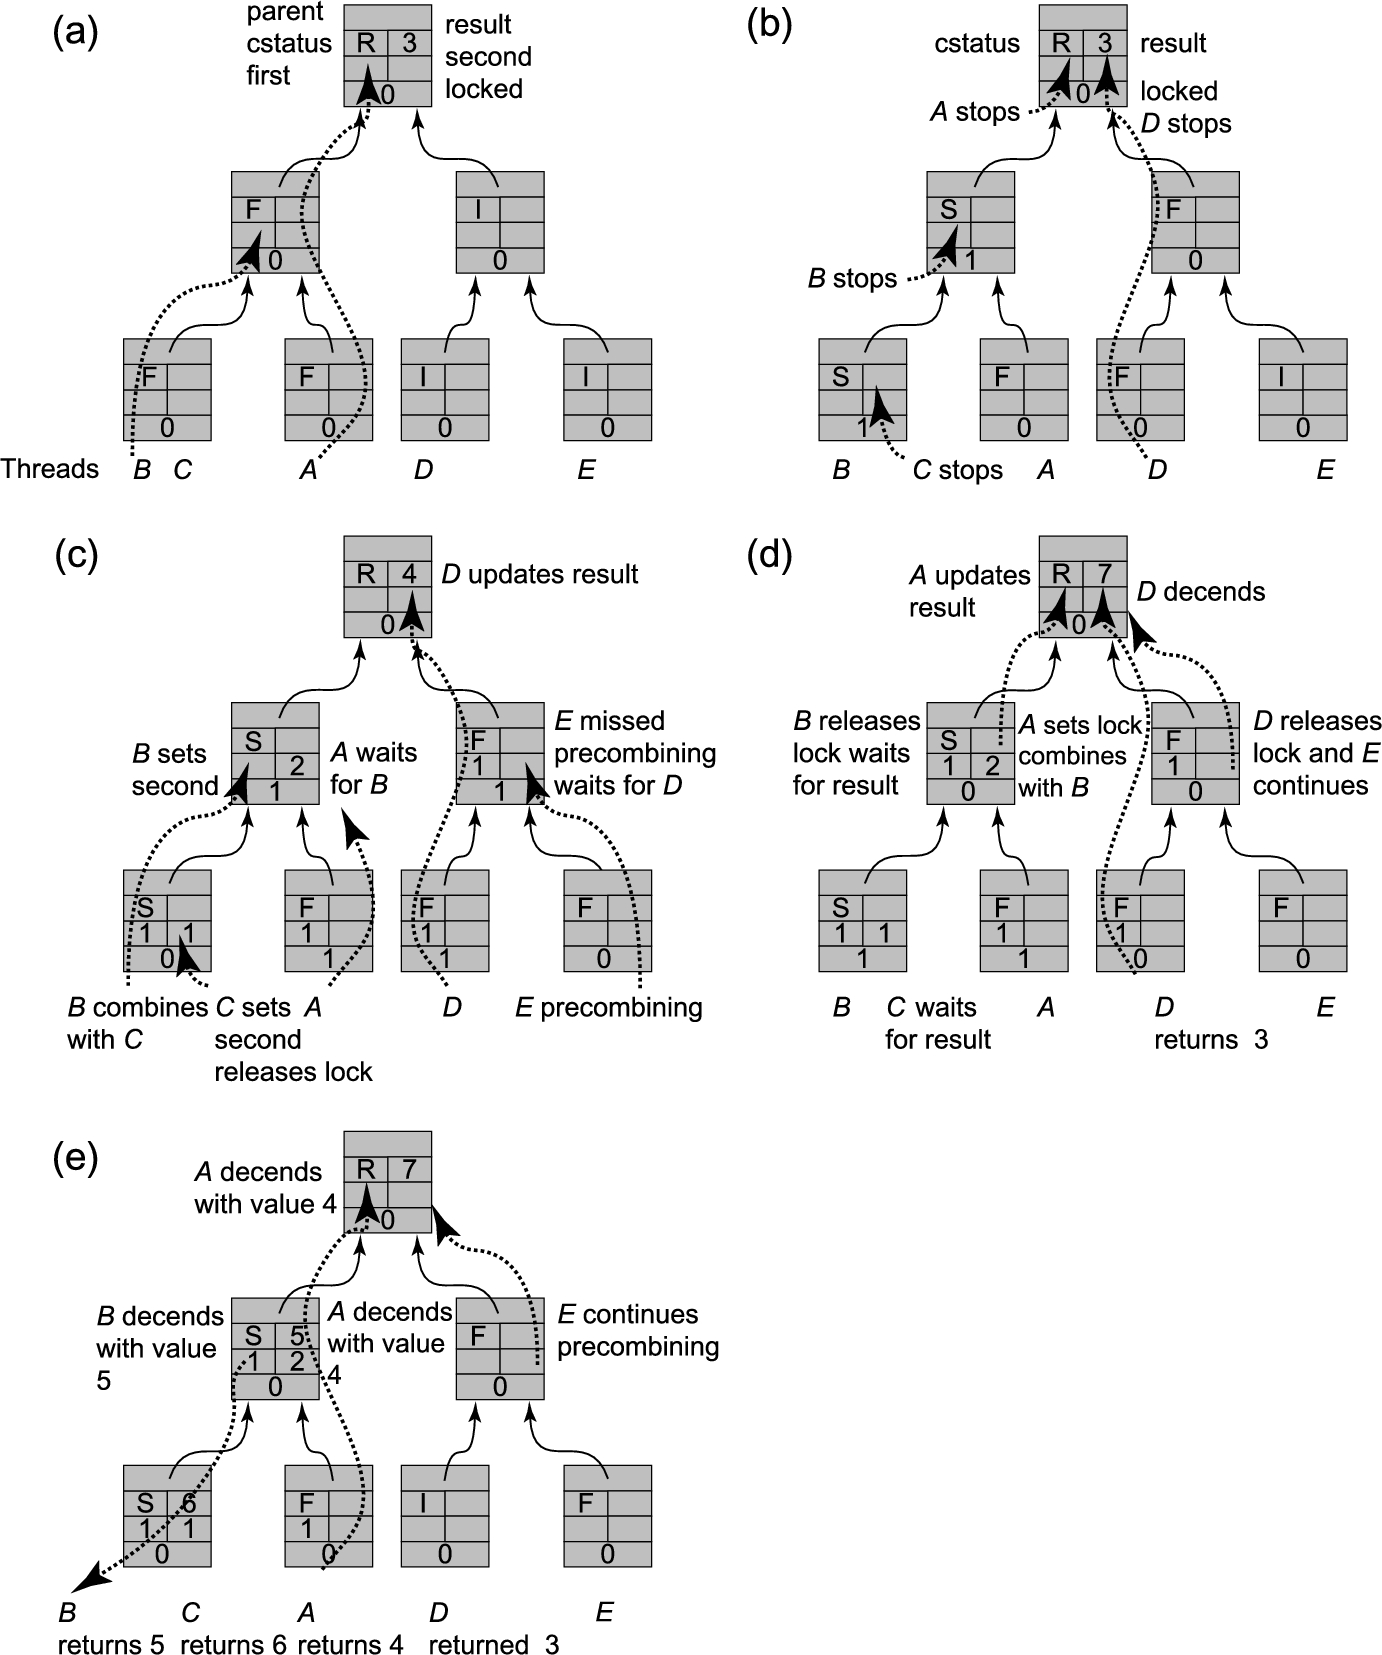 (a)
parent
cstatus
first
R 3
0
result
second
locked
F
0
I
0
F
0
F
0
I
0
I
0
Threads B C A D E
(b)
cstatus
R 3
0
result
locked
A stops
D stops
S
1
F
0
B stops
S
1
F
0
F
0
I
0
B C stops A D E
(c)
R 4
0
D updates result
B sets
second
S
2
1
A waits
for B
F
1
1
E missed
precombining
waits for D
S
1 1
0
F
1
1
F
1
1
F
0
B combines
with C
C sets
second
releases lock
A
D
E precombining
(d)
A updates
result
R 7
0
D decends
B releases
lock waits
for result
S
1 2
0
A sets lock
combines
with B
F
1
0
D releases
lock and E
continues
S
1 1
1
F
1
1
F
1
0
F
0
B
C waits
for result
A
D
returns 3
E
(e)
A decends
with value 4
R 7
0
B decends
with value
5
S 5
1 2
0
A decends
with value
4
F
0
E continues
precombining
S 6
1 1
0
F
1
0
I
0
F
0
B
returns 5
C
returns 6
A
returns 4
D
returned 3
E